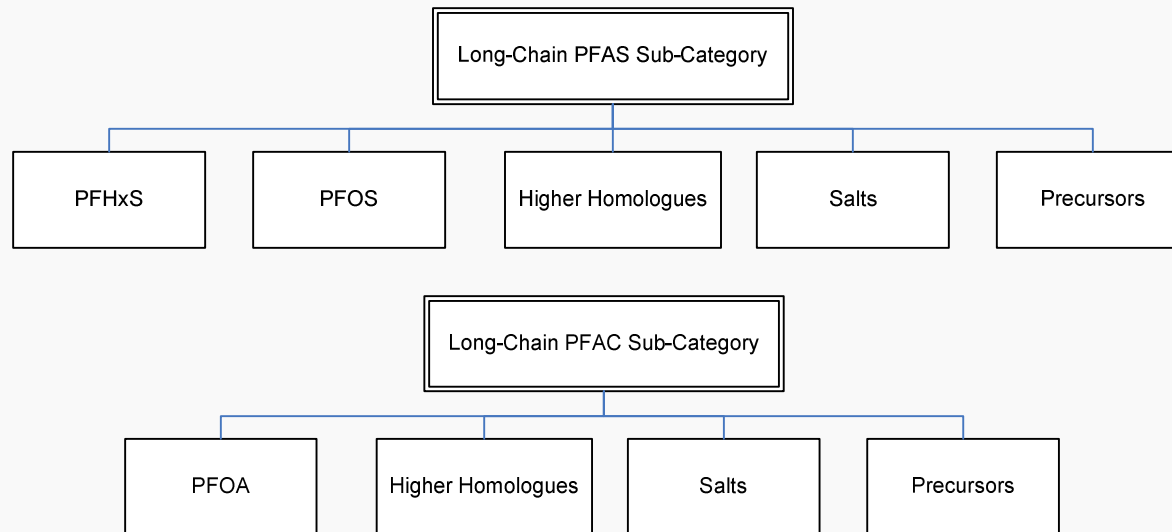 Long-Chain PFAS Sub-Category
PFHxS
PFOS
Higher Homologues
Salts
Precursors
Long-Chain PFAC Sub-Category
PFOA
Higher Homologues
Salts
Precursors